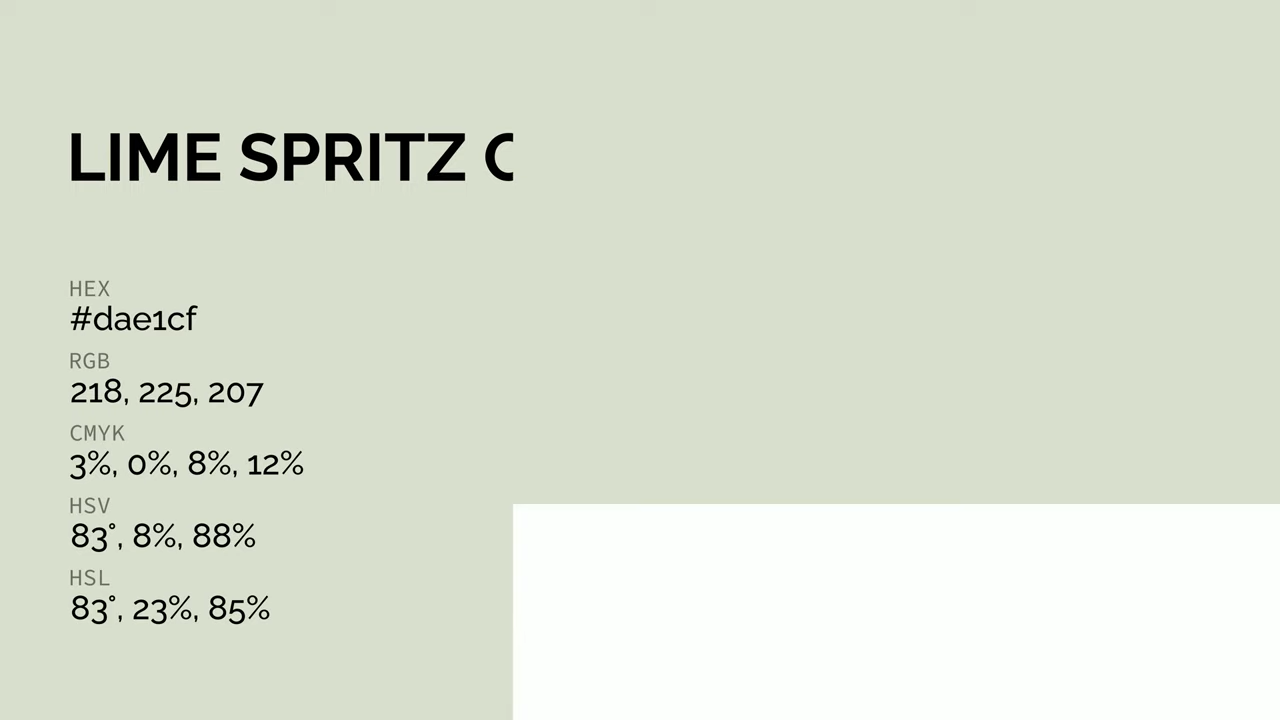 LIME SPRITZ
HEX
#dae1cf
RGB
218, 225, 207
CMYK
3%, 0%, 8%, 12%
HSV
83°, 8%, 88%
HSL
83°, 23%, 85%